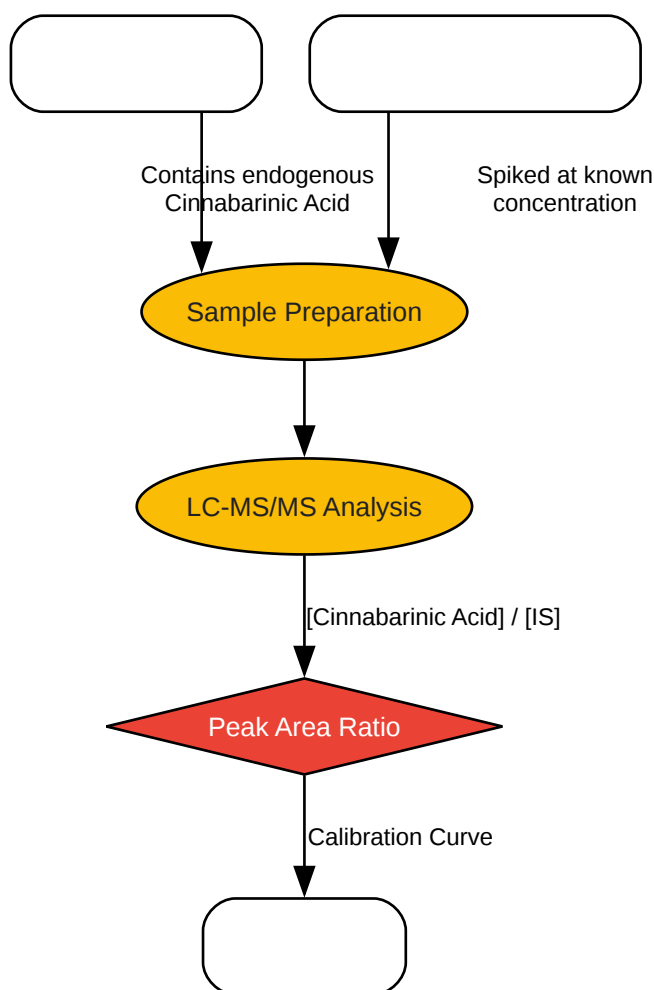 Contains endogenous
Cinnabarinic Acid
Spiked at known
concentration
Sample Preparation
LC-MS/MS Analysis
[Cinnabarinic Acid] / [IS]
Peak Area Ratio
Calibration Curve